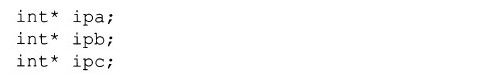 int* ipa;
int* ipb;
int* ipc;